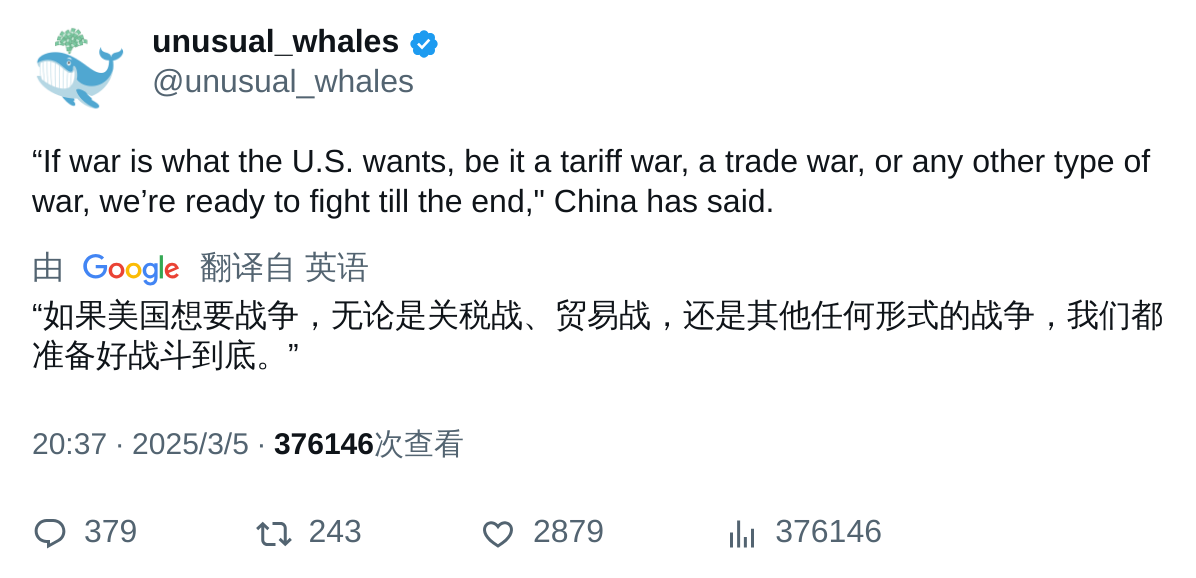 unusual_whales
@unusual_whales
“If war is what the U.S. wants, be it a tariff war, a trade war, or any other type of
war, we’re ready to fight till the end," China has said.
由 Google 翻译自 英语
“如果美国想要战争，无论是关税战、贸易战，还是其他任何形式的战争，我们都
准备好战斗到底。”
20:37 · 2025/3/5 · 376146次查看
379 243 2879 376146